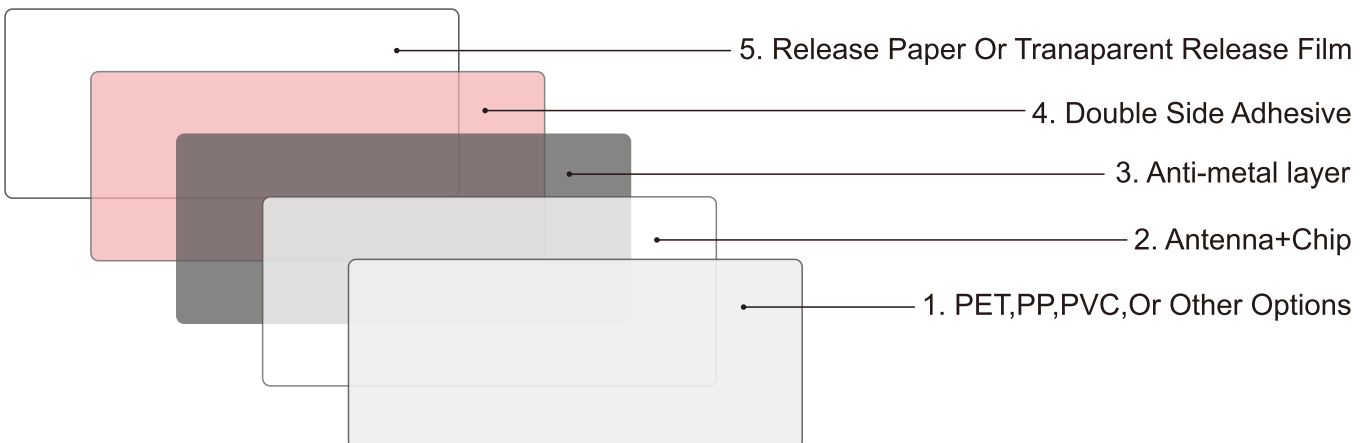 5. Release Paper Or Tranaparent Release Film
4. Double Side Adhesive
3. Anti-metal layer
2. Antenna+Chip
1. PET,PP,PVC,Or Other Options